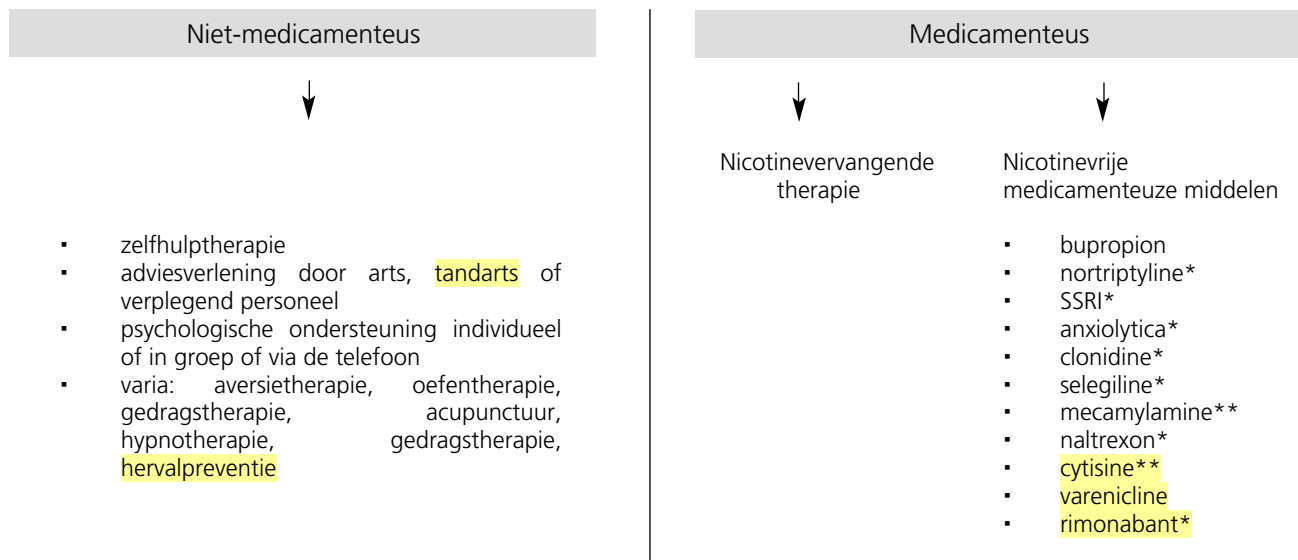 Niet-medicamenteus
▪ zelfhulptherapie
▪ adviesverlening door arts, tandarts of
verplegend personeel
▪ psychologische ondersteuning individueel
of in groep of via de telefoon
▪ varia: aversietherapie, oefentherapie,
gedragstherapie, acupunctuur,
hypnotherapie, gedragstherapie,
hervalpreventie
Medicamenteus
Nicotinevervangende
therapie
Nicotinevrije
medicamenteuze middelen
▪ bupropion
▪ nortriptyline*
▪ SSRI*
▪ anxiolytica*
▪ clonidine*
▪ selegiline*
▪ mecamylamine**
▪ naltrexon*
▪ cytisine**
▪ varenicline
▪ rimonabant*